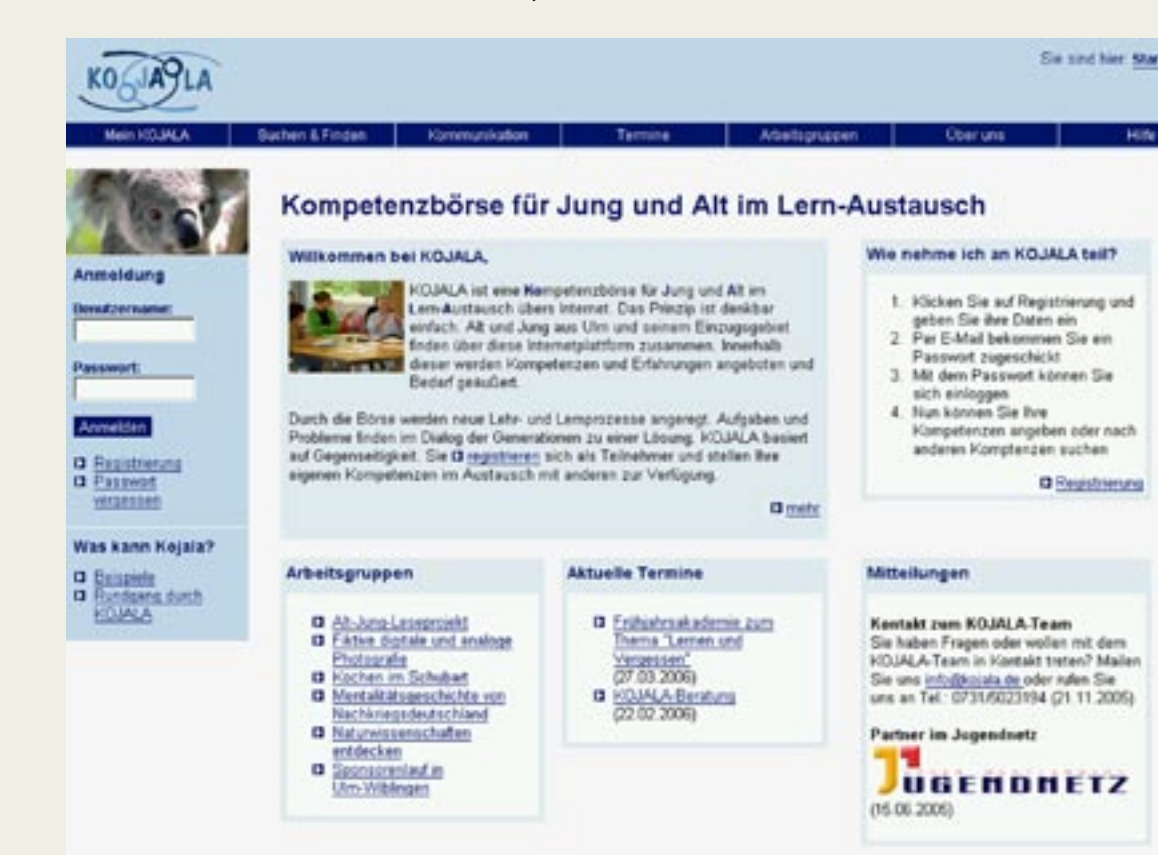 KOJALA
Sie sind hier:
Mein KOJALA
Suchen & Finden
Kommunikation
Termine
Arbeitsgruppen
Über uns
Hilfe
Kompetenzbörse für Jung und Alt im Lern-Austausch
Anmeldung
Benutzername:
Passwort:
Anmelden
Registrierung
Passwort
vergessen
Was kann Kojala?
Beispiele
Rundgang durch
KOJALA
Willkommen bei KOJALA,
KOJALA ist eine Kompetenzbörse für Jung und Alt im
Lern-Austausch übers Internet. Das Prinzip ist denkbar
einfach. Alt und Jung aus Ulm und seinem Einzugsgebiet
finden über diese Internetplattform zusammen. Innerhalb
dieser werden Kompetenzen und Erfahrungen angeboten und
Bedarf geäußert.
Durch die Börse werden neue Lehr- und Lernprozesse angeregt. Aufgaben und
Probleme finden im Dialog der Generationen zu einer Lösung. KOJALA basiert
auf Gegenseitigkeit. Sie registrieren sich als Teilnehmer und stellen Ihre
eigenen Kompetenzen im Austausch mit anderen zur Verfügung.
mehr
Wie nehme ich an KOJALA teil?
1. Klicken Sie auf Registrierung und
geben Sie ihre Daten ein
2. Per E-Mail bekommen Sie ein
Passwort zugeschickt
3. Mit dem Passwort können Sie
sich einloggen
4. Nun können Sie Ihre
Kompetenzen angeben oder nach
anderen Komptenzen suchen
Registrierung
Arbeitsgruppen
Alt-Jung-Leseprojekt
Fiktive digitale und analoge
Photografie
Kochen im Schubart
Mentalitätsgeschichte von
Nachkriegsdeutschland
Naturwissenschaften
entdecken
Sponsorenlauf in
Ulm-Wiblingen
Aktuelle Termine
Frühjahrsakademie zum
Thema "Lernen und
Vergessen"
(27.03.2006)
KOJALA-Beratung
(22.02.2006)
Mitteilungen
Kontakt zum KOJALA-Team
Sie haben Fragen oder wollen mit dem
KOJALA-Team in Kontakt treten? Mailen
Sie uns info@kojala.de oder rufen Sie
uns an Tel.: 0731/5023194 (21.11.2005)
Partner im Jugendnetz
JUGENDNETZ
(15.06.2005)